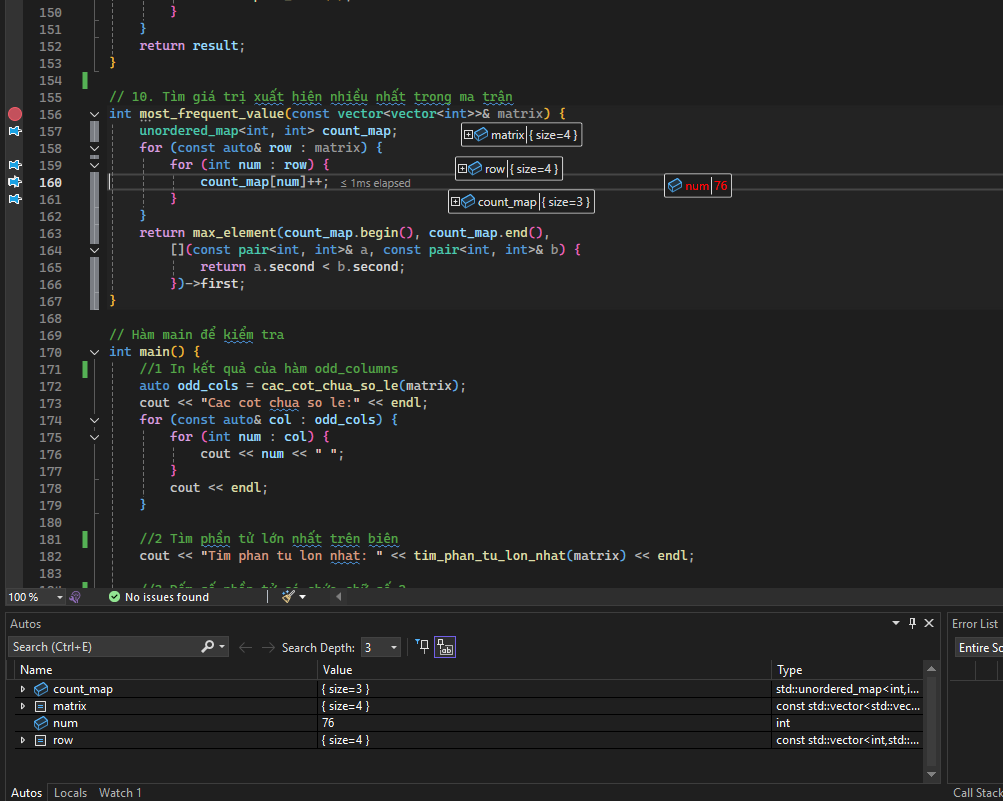 150 }
151 }
152 return result;
153 }
154
155 // 10. Tìm giá trị xuất hiện nhiều nhất trong ma trận
156 int most_frequent_value(const vector<vector<int>>& matrix) {
157 unordered_map<int, int> count_map; matrix { size=4 }
158 for (const auto& row : matrix) {
159 for (int num : row) { row { size=4 }
160 count_map[num]++; ≤ 1ms elapsed num 76
161 } count_map { size=3 }
162 }
163 return max_element(count_map.begin(), count_map.end(),
164 [](const pair<int, int>& a, const pair<int, int>& b) {
165 return a.second < b.second;
166 })->first;
167 }
168
169 // Hàm main để kiểm tra
170 int main() {
171 //1 In kết quả của hàm odd_columns
172 auto odd_cols = cac_cot_chua_so_le(matrix);
173 cout << "Cac cot chua so le:" << endl;
174 for (const auto& col : odd_cols) {
175 for (int num : col) {
176 cout << num << " ";
177 }
178 cout << endl;
179 }
180
181 //2 Tìm phần tử lớn nhất trên biên
182 cout << "Tim phan tu lon nhat: " << tim_phan_tu_lon_nhat(matrix) << endl;
183
100 % No issues found
Autos
Search (Ctrl+E) Search Depth: 3
Name Value Type
count_map { size=3 } std::unordered_map<int,i...
matrix { size=4 } const std::vector<std::vec...
num 76 int
row { size=4 } const std::vector<int,std::...
Autos Locals Watch 1
Error List
Entire So
Call Stack